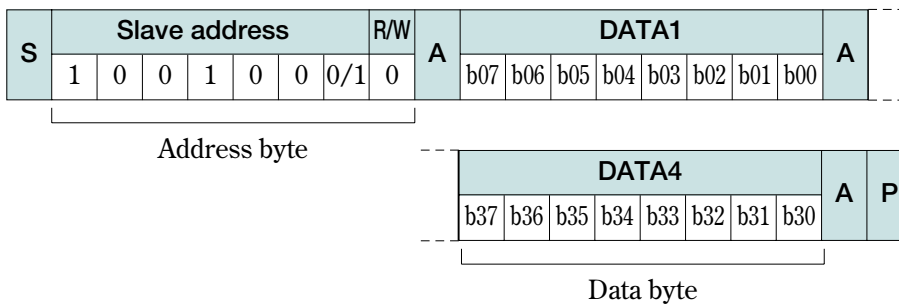 S Slave address R/W A DATA1 A
1 0 0 1 0 0 0/1 0 b07 b06 b05 b04 b03 b02 b01 b00
Address byte
DATA4 A P
b37 b36 b35 b34 b33 b32 b31 b30
Data byte